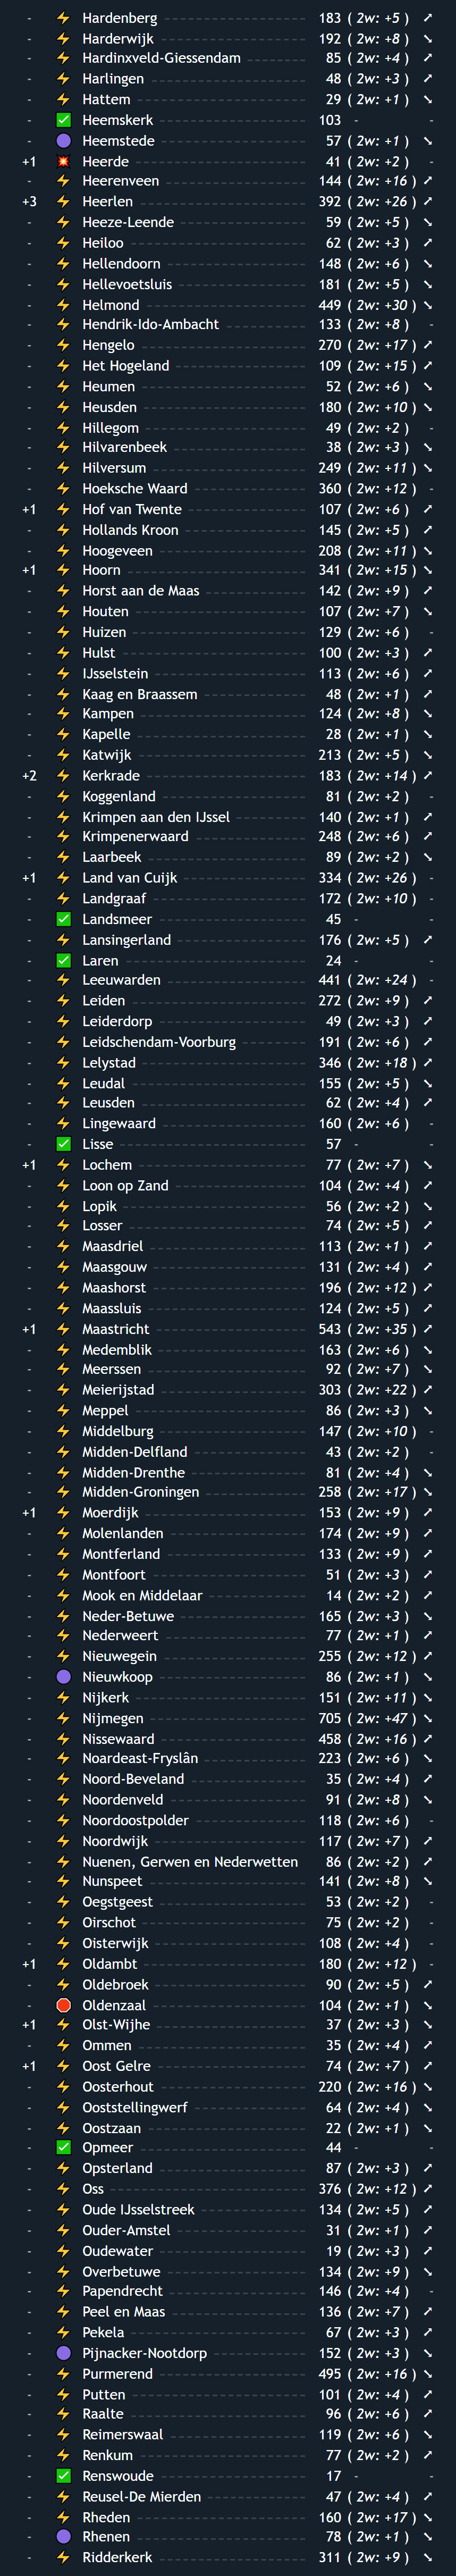 - ⚡ Hardenberg 183 ( 2w: +5 ) ↗
- ⚡ Harderwijk 192 ( 2w: +8 ) ↘
- ⚡ Hardinxveld-Giessendam 85 ( 2w: +4 ) ↗
- ⚡ Harlingen 48 ( 2w: +3 ) ↗
- ⚡ Hattem 29 ( 2w: +1 ) ↘
- ✅ Heemskerk 103 - -
- 🟣 Heemstede 57 ( 2w: +1 ) ↘
+1 💥 Heerde 41 ( 2w: +2 ) -
- ⚡ Heerenveen 144 ( 2w: +16 ) ↗
+3 ⚡ Heerlen 392 ( 2w: +26 ) ↗
- ⚡ Heeze-Leende 59 ( 2w: +5 ) ↘
- ⚡ Heiloo 62 ( 2w: +3 ) ↗
- ⚡ Hellendoorn 148 ( 2w: +6 ) ↘
- ⚡ Hellevoetsluis 181 ( 2w: +5 ) ↘
- ⚡ Helmond 449 ( 2w: +30 ) ↘
- ⚡ Hendrik-Ido-Ambacht 133 ( 2w: +8 ) -
- ⚡ Hengelo 270 ( 2w: +17 ) ↗
- ⚡ Het Hogeland 109 ( 2w: +15 ) ↗
- ⚡ Heumen 52 ( 2w: +6 ) ↘
- ⚡ Heusden 180 ( 2w: +10 ) ↘
- ⚡ Hillegom 49 ( 2w: +2 ) -
- ⚡ Hilvarenbeek 38 ( 2w: +3 ) ↘
- ⚡ Hilversum 249 ( 2w: +11 ) ↘
- ⚡ Hoeksche Waard 360 ( 2w: +12 ) -
+1 ⚡ Hof van Twente 107 ( 2w: +6 ) ↗
- ⚡ Hollands Kroon 145 ( 2w: +5 ) ↗
- ⚡ Hoogeveen 208 ( 2w: +11 ) ↘
+1 ⚡ Hoorn 341 ( 2w: +15 ) ↘
- ⚡ Horst aan de Maas 142 ( 2w: +9 ) ↗
- ⚡ Houten 107 ( 2w: +7 ) ↘
- ⚡ Huizen 129 ( 2w: +6 ) -
- ⚡ Hulst 100 ( 2w: +3 ) ↗
- ⚡ IJsselstein 113 ( 2w: +6 ) ↗
- ⚡ Kaag en Braassem 48 ( 2w: +1 ) ↗
- ⚡ Kampen 124 ( 2w: +8 ) ↘
- ⚡ Kapelle 28 ( 2w: +1 ) ↘
- ⚡ Katwijk 213 ( 2w: +5 ) ↘
+2 ⚡ Kerkrade 183 ( 2w: +14 ) ↗
- ⚡ Koggenland 81 ( 2w: +2 ) -
- ⚡ Krimpen aan den IJssel 140 ( 2w: +1 ) ↗
- ⚡ Krimpenerwaard 248 ( 2w: +6 ) ↗
- ⚡ Laarbeek 89 ( 2w: +2 ) ↘
+1 ⚡ Land van Cuijk 334 ( 2w: +26 ) -
- ⚡ Landgraaf 172 ( 2w: +10 ) -
- ✅ Landsmeer 45 - -
- ⚡ Lansingerland 176 ( 2w: +5 ) ↗
- ✅ Laren 24 - -
- ⚡ Leeuwarden 441 ( 2w: +24 ) -
- ⚡ Leiden 272 ( 2w: +9 ) ↗
- ⚡ Leiderdorp 49 ( 2w: +3 ) ↗
- ⚡ Leidschendam-Voorburg 191 ( 2w: +6 ) ↗
- ⚡ Lelystad 346 ( 2w: +18 ) ↗
- ⚡ Leudal 155 ( 2w: +5 ) ↘
- ⚡ Leusden 62 ( 2w: +4 ) ↗
- ⚡ Lingewaard 160 ( 2w: +6 ) -
- ✅ Lisse 57 - -
+1 ⚡ Lochem 77 ( 2w: +7 ) ↘
- ⚡ Loon op Zand 104 ( 2w: +4 ) ↗
- ⚡ Lopik 56 ( 2w: +2 ) ↘
- ⚡ Losser 74 ( 2w: +5 ) ↗
- ⚡ Maasdriel 113 ( 2w: +1 ) ↗
- ⚡ Maasgouw 131 ( 2w: +4 ) ↗
- ⚡ Maashorst 196 ( 2w: +12 ) ↗
- ⚡ Maassluis 124 ( 2w: +5 ) ↗
+1 ⚡ Maastricht 543 ( 2w: +35 ) ↗
- ⚡ Medemblik 163 ( 2w: +6 ) ↘
- ⚡ Meerssen 92 ( 2w: +7 ) ↘
- ⚡ Meierijstad 303 ( 2w: +22 ) ↗
- ⚡ Meppel 86 ( 2w: +3 ) ↘
- ⚡ Middelburg 147 ( 2w: +10 ) -
- ⚡ Midden-Delfland 43 ( 2w: +2 ) -
- ⚡ Midden-Drenthe 81 ( 2w: +4 ) ↘
- ⚡ Midden-Groningen 258 ( 2w: +17 ) ↘
+1 ⚡ Moerdijk 153 ( 2w: +9 ) ↗
- ⚡ Molenlanden 174 ( 2w: +9 ) ↗
- ⚡ Montferland 133 ( 2w: +9 ) ↗
- ⚡ Montfoort 51 ( 2w: +3 ) ↗
- ⚡ Mook en Middelaar 14 ( 2w: +2 ) ↗
- ⚡ Neder-Betuwe 165 ( 2w: +3 ) ↘
- ⚡ Nederweert 77 ( 2w: +1 ) ↗
- ⚡ Nieuwegein 255 ( 2w: +12 ) ↗
- 🟣 Nieuwkoop 86 ( 2w: +1 ) ↘
- ⚡ Nijkerk 151 ( 2w: +11 ) ↘
- ⚡ Nijmegen 705 ( 2w: +47 ) ↘
- ⚡ Nissewaard 458 ( 2w: +16 ) ↗
- ⚡ Noardeast-Fryslân 223 ( 2w: +6 ) ↘
- ⚡ Noord-Beveland 35 ( 2w: +4 ) ↗
- ⚡ Noordenveld 91 ( 2w: +8 ) ↘
- ⚡ Noordoostpolder 118 ( 2w: +6 ) -
- ⚡ Noordwijk 117 ( 2w: +7 ) ↗
- ⚡ Nuenen, Gerwen en Nederwetten 86 ( 2w: +2 ) ↗
- ⚡ Nunspeet 141 ( 2w: +8 ) ↘
- ⚡ Oegstgeest 53 ( 2w: +2 ) -
- ⚡ Oirschot 75 ( 2w: +2 ) -
- ⚡ Oisterwijk 108 ( 2w: +4 ) -
+1 ⚡ Oldambt 180 ( 2w: +12 ) -
- ⚡ Oldebroek 90 ( 2w: +5 ) ↗
- 🛑 Oldenzaal 104 ( 2w: +1 ) ↘
+1 ⚡ Olst-Wijhe 37 ( 2w: +3 ) ↘
- ⚡ Ommen 35 ( 2w: +4 ) ↗
+1 ⚡ Oost Gelre 74 ( 2w: +7 ) ↗
- ⚡ Oosterhout 220 ( 2w: +16 ) ↘
- ⚡ Ooststellingwerf 64 ( 2w: +4 ) ↘
- ⚡ Oostzaan 22 ( 2w: +1 ) ↘
- ✅ Opmeer 44 - -
- ⚡ Opsterland 87 ( 2w: +3 ) ↗
- ⚡ Oss 376 ( 2w: +12 ) ↗
- ⚡ Oude IJsselstreek 134 ( 2w: +5 ) ↗
- ⚡ Ouder-Amstel 31 ( 2w: +1 ) ↗
- ⚡ Oudewater 19 ( 2w: +3 ) ↗
- ⚡ Overbetuwe 134 ( 2w: +9 ) ↘
- ⚡ Papendrecht 146 ( 2w: +4 ) -
- ⚡ Peel en Maas 136 ( 2w: +7 ) ↗
- ⚡ Pekela 67 ( 2w: +3 ) ↗
- 🟣 Pijnacker-Nootdorp 152 ( 2w: +3 ) ↘
- ⚡ Purmerend 495 ( 2w: +16 ) ↘
- ⚡ Putten 101 ( 2w: +4 ) ↗
- ⚡ Raalte 96 ( 2w: +6 ) ↗
- ⚡ Reimerswaal 119 ( 2w: +6 ) ↘
- ⚡ Renkum 77 ( 2w: +2 ) ↗
- ✅ Renswoude 17 - -
- ⚡ Reusel-De Mierden 47 ( 2w: +4 ) ↗
- ⚡ Rheden 160 ( 2w: +17 ) ↘
- 🟣 Rhenen 78 ( 2w: +1 ) ↘
- ⚡ Ridderkerk 311 ( 2w: +9 ) ↘